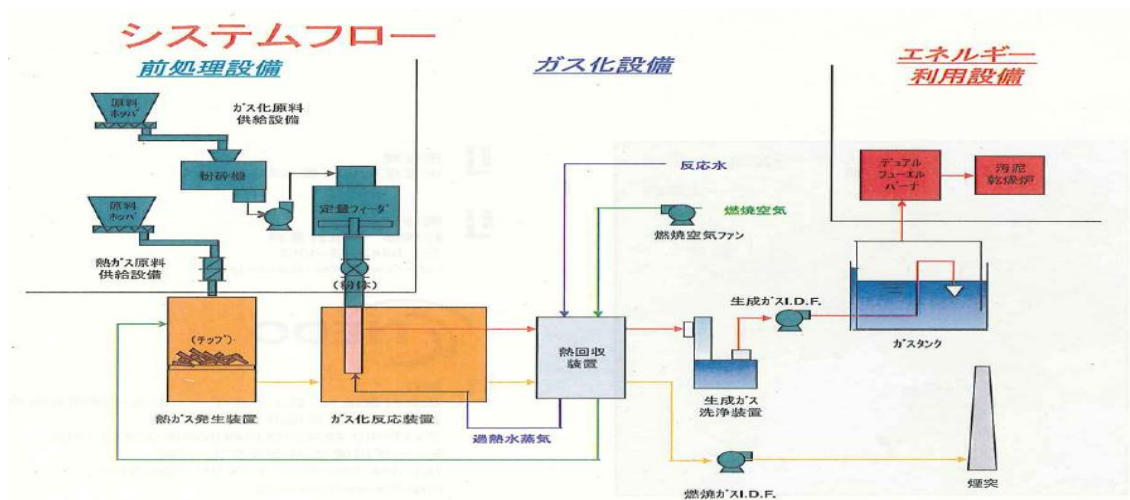 システムフロー
前処理設備
ガス化設備
エネルギー
利用設備
原料
ホッパ
ガス化原料
供給設備
粉砕機
定量フィーダ
原料
ホッパ
熱ガス原料
供給設備
(粉体)
反応水
燃焼空気
燃焼空気ファン
デュアル
フューエル
バーナ
汚泥
乾燥炉
(チップ)
熱ガス発生装置
ガス化反応装置
過熱水蒸気
熱回収
装置
生成ガス
洗浄装置
生成ガスI.D.F.
ガスタンク
燃焼ガスI.D.F.
煙突